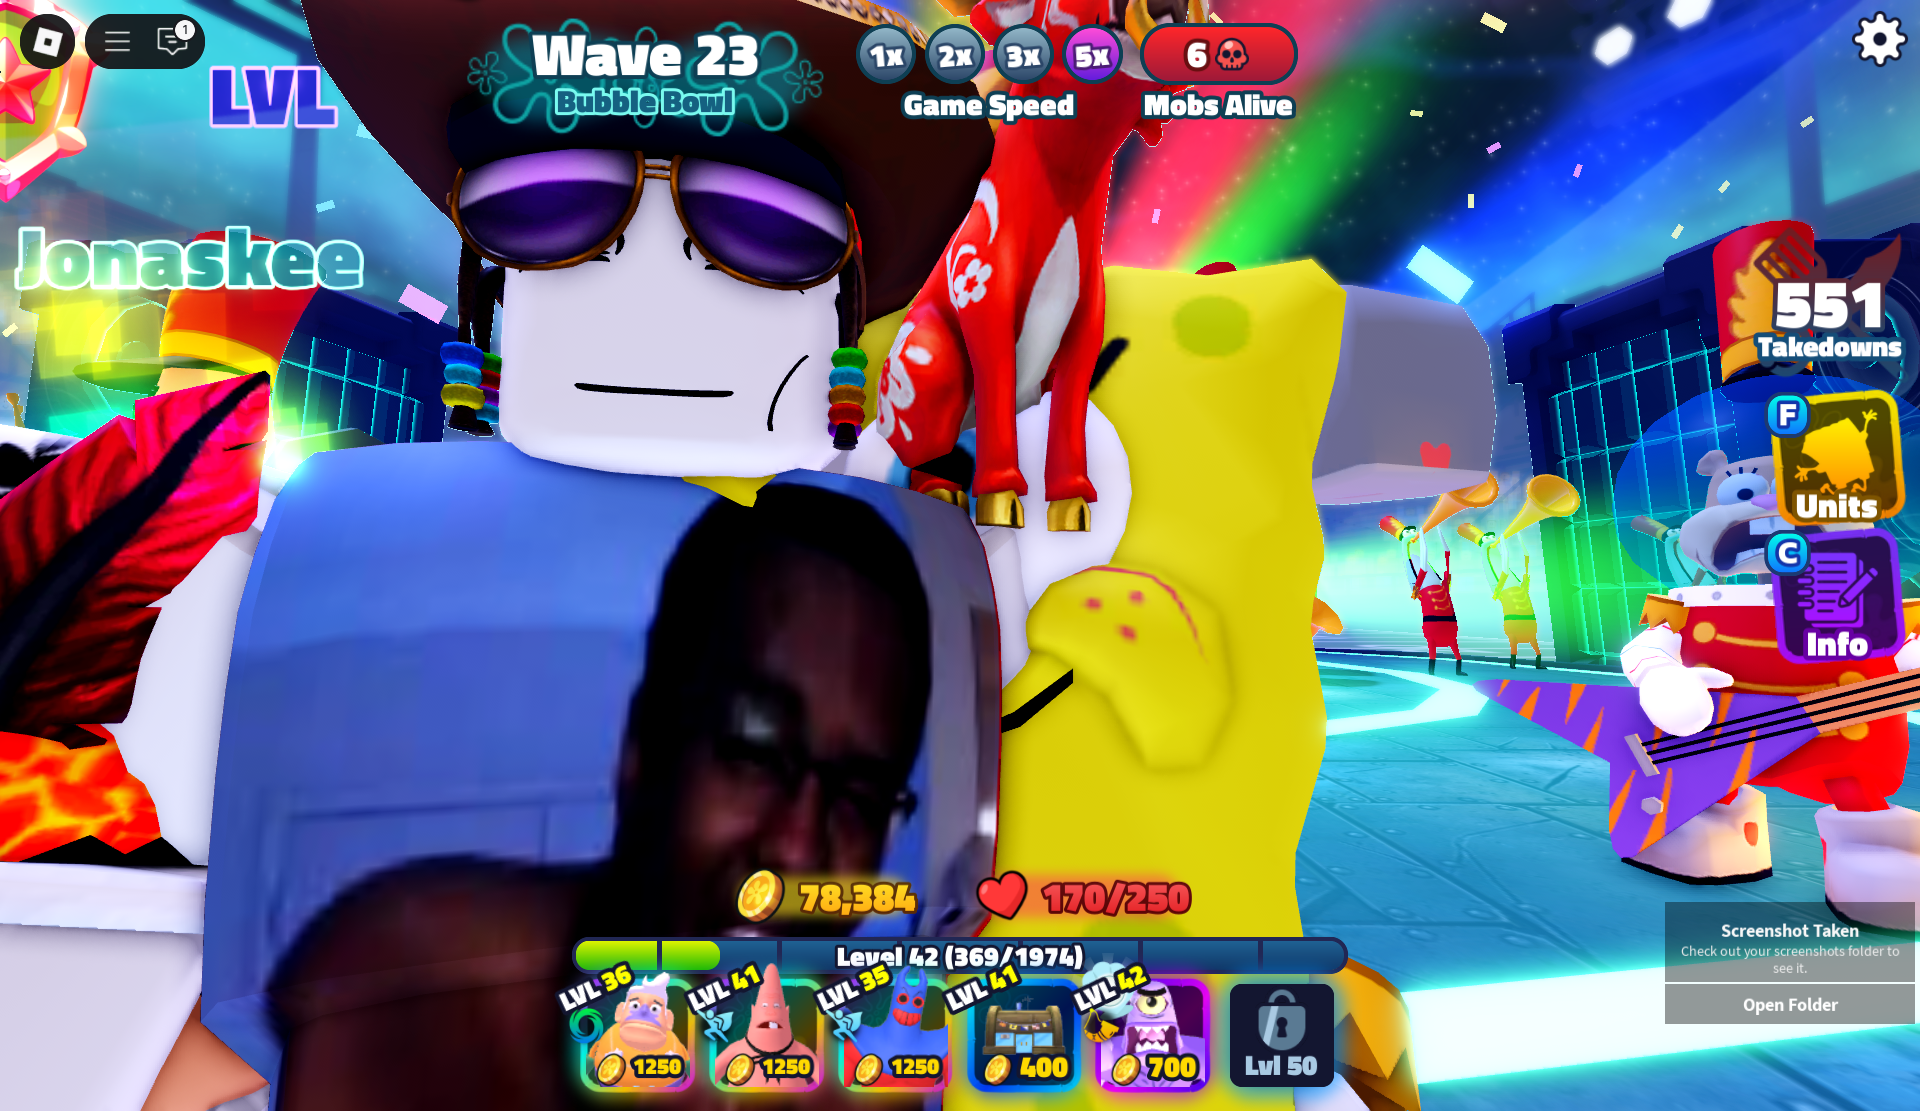 1
LVL
Jonaskee
Wave 23
Bubble Bowl
1x
2x
3x
5x
Game Speed
6
Mobs Alive
551
Takedowns
F
Units
C
Info
78,384
170/250
Level 42 (369/1974)
LVL 36
1250
LVL 41
1250
LVL 35
1250
LVL 41
400
LVL 42
700
Lvl 50
Screenshot Taken
Check out your screenshots folder to
see it.
Open Folder